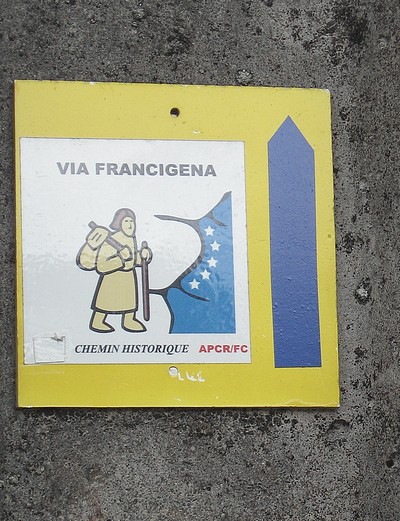 VIA FRANCIGENA
CHEMIN HISTORIQUE APCR/FC